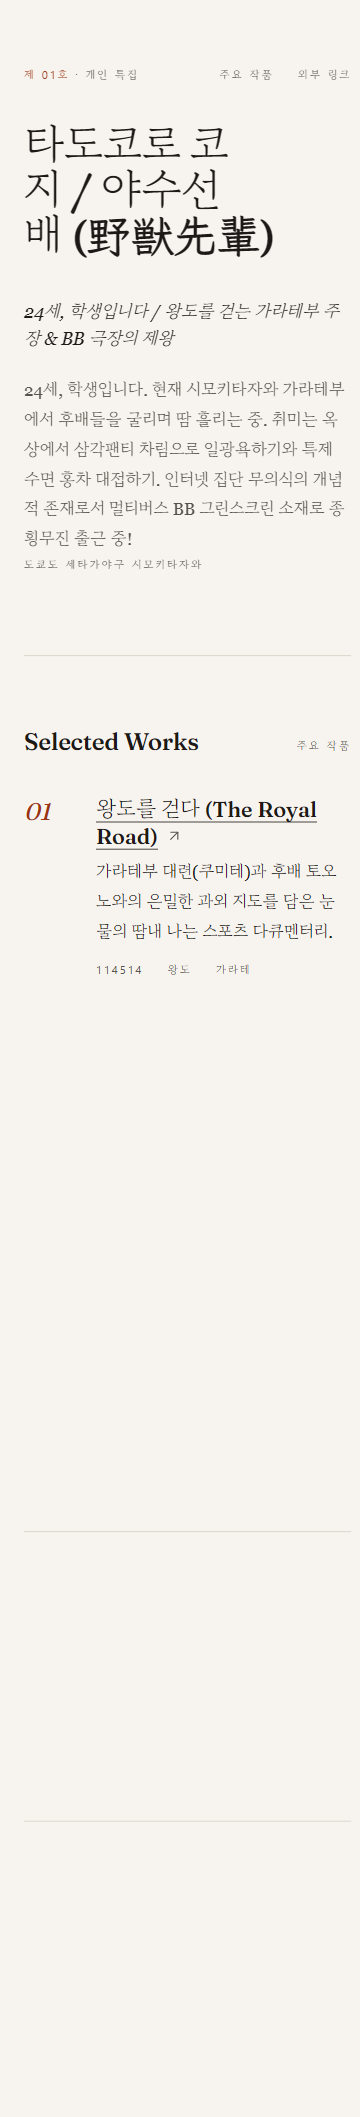 제 01호 · 개인 특집
주요 작품
외부 링크
타도코로 코
지 / 야수선
배 (野獣先輩)
24세, 학생입니다 / 왕도를 걷는 가라테부 주
장 & BB 극장의 제왕
24세, 학생입니다. 현재 시모키타자와 가라테부
에서 후배들을 굴리며 땀 흘리는 중. 취미는 옥
상에서 삼각팬티 차림으로 일광욕하기와 특제
수면 홍차 대접하기. 인터넷 집단 무의식의 개념
적 존재로서 멀티버스 BB 그린스크린 소재로 종
횡무진 출근 중!
도쿄도 세타가야구 시모키타자와
Selected Works
주요 작품
01
왕도를 걷다 (The Royal
Road) ↗
가라테부 대련(쿠미테)과 후배 토오
노와의 은밀한 과외 지도를 담은 눈
물의 땀내 나는 스포츠 다큐멘터리.
114514 왕도 가라테